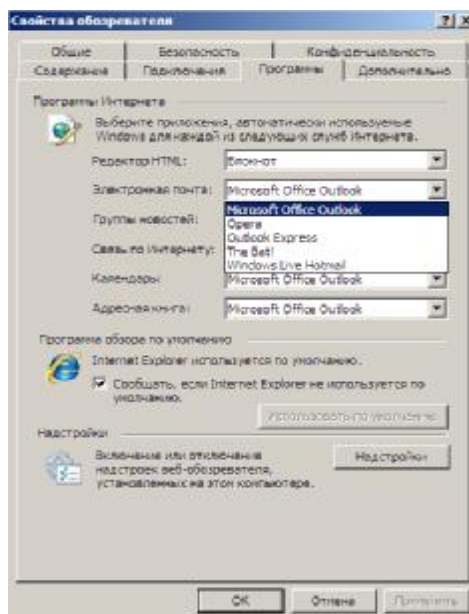 Свойства обозревателя
Общие Безопасность Конфиденциальность
Содержание Подключения Программы Дополнительно
Программы Интернета
Выберите приложения, автоматически используемые
Windows для каждой из следующих служб Интернета.
Редактор HTML: Блокнот
Электронная почта: Microsoft Office Outlook
Microsoft Office Outlook
Группы новостей: Opera
Outlook Express
Связь по Интернету: The Bat!
Windows Live Hotmail
Календарь: Microsoft Office Outlook
Адресная книга: Microsoft Office Outlook
Программа обзора по умолчанию
Internet Explorer используется по умолчанию.
Сообщать, если Internet Explorer не используется по
умолчанию.
Использовать по умолчанию
Надстройки
Включение или отключение
надстроек веб-обозревателя,
установленных на этом компьютере.
Надстройки
OK Отмена Применить